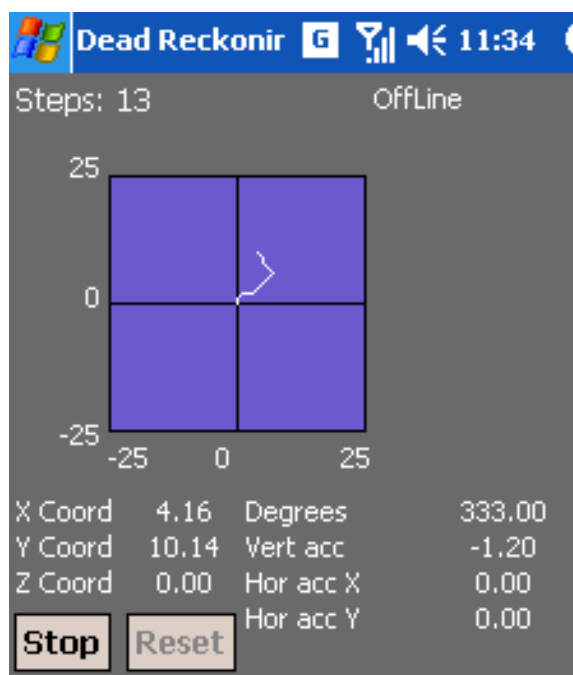 Dead Reckonir G 11:34
Steps: 13 OffLine
25
0
-25
-25 0 25
X Coord 4.16 Degrees 333.00
Y Coord 10.14 Vert acc -1.20
Z Coord 0.00 Hor acc X 0.00
Hor acc Y 0.00
Stop Reset